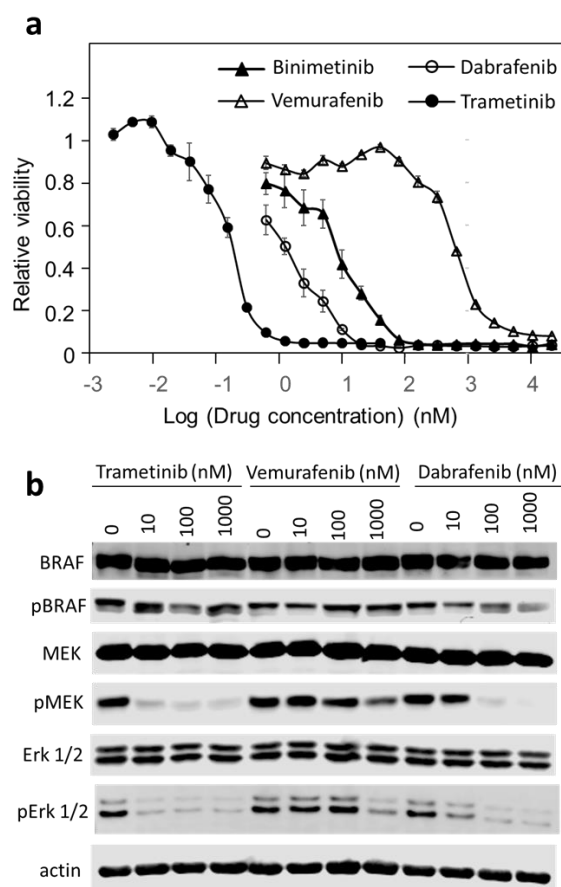 a
Binimetinib
Dabrafenib
Vemurafenib
Trametinib
1.2
1
0.8
0.6
0.4
0.2
0
Relative viability
-3 -2 -1 0 1 2 3 4
Log (Drug concentration) (nM)
b
Trametinib (nM) Vemurafenib (nM) Dabrafenib (nM)
0 10 100 1000 0 10 100 1000 0 10 100 1000
BRAF
pBRAF
MEK
pMEK
Erk 1/2
pErk 1/2
actin